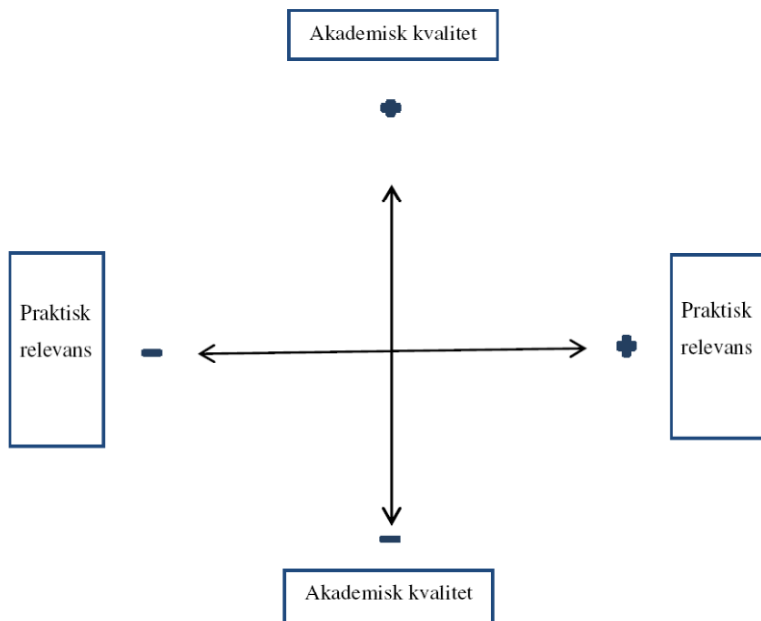 Akademisk kvalitet
+
Praktisk
relevans
-
+
Praktisk
relevans
-
Akademisk kvalitet